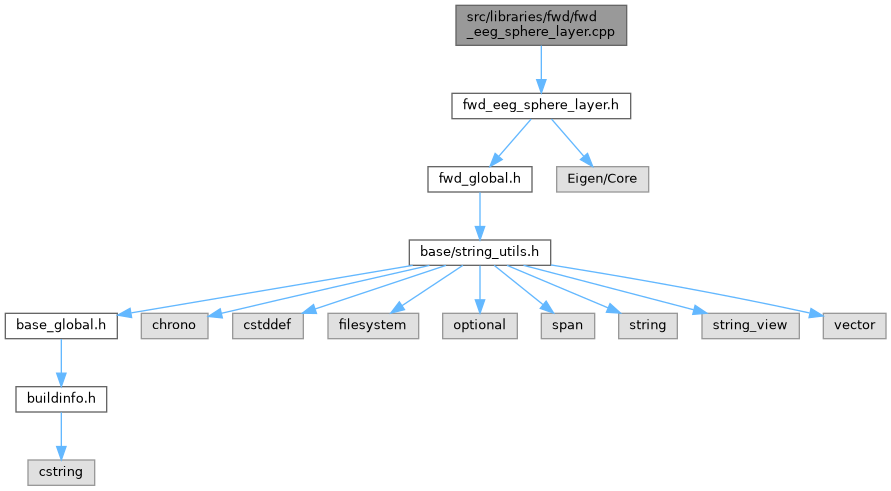 src/libraries/fwd/fwd
_eeg_sphere_layer.cpp
fwd_eeg_sphere_layer.h
fwd_global.h
Eigen/Core
base/string_utils.h
base_global.h
chrono
cstddef
filesystem
optional
span
string
string_view
vector
buildinfo.h
cstring